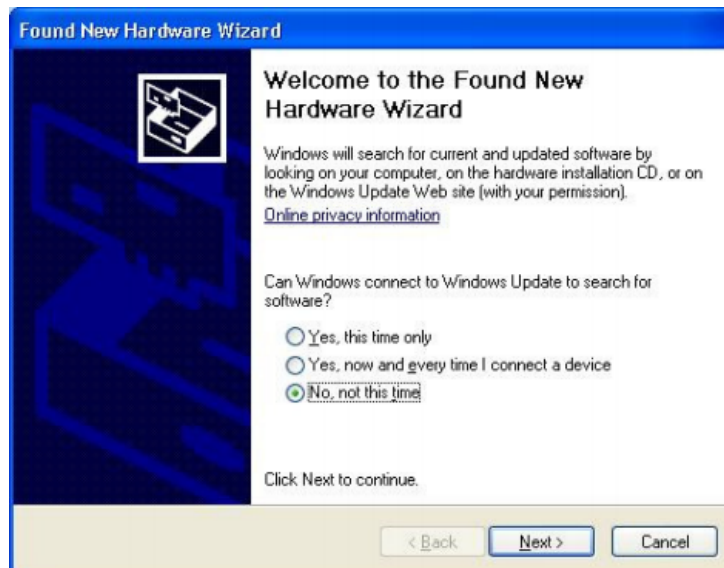 Found New Hardware Wizard
Welcome to the Found New
Hardware Wizard
Windows will search for current and updated software by
looking on your computer, on the hardware installation CD, or on
the Windows Update Web site (with your permission).
Online privacy information
Can Windows connect to Windows Update to search for
software?
Yes, this time only
Yes, now and every time I connect a device
No, not this time
Click Next to continue.
< Back
Next >
Cancel